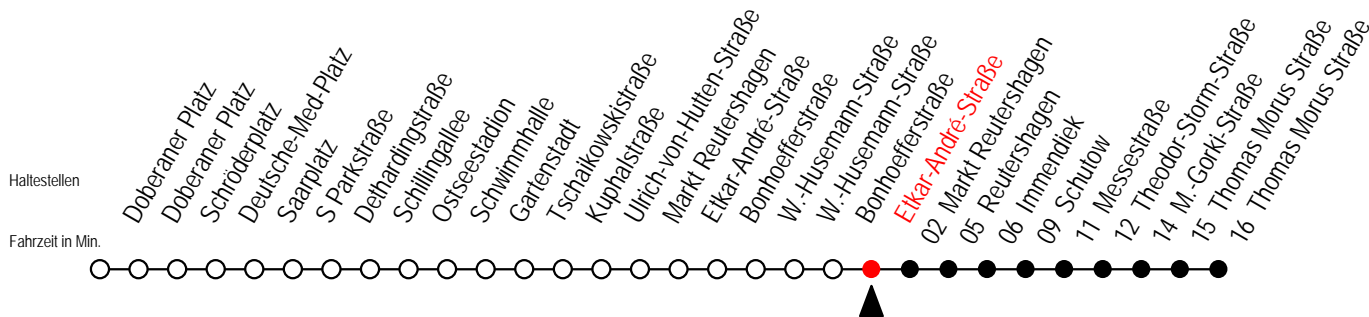 Doberaner Platz
Doberaner Platz
Schröderplatz
Deutsche-Med-Platz
Saarplatz
S Parkstraße
Dethardingstraße
Schillingallee
Ostseestadion
Schwimmhalle
Gartenstadt
Tschaikowskistraße
Kuphalstraße
Ulrich-von-Hutten-Straße
Markt Reutershagen
Etkar-André-Straße
Bonhoefferstraße
W.-Husemann-Straße
W.-Husemann-Straße
Bonhoefferstraße
Etkar-André-Straße
02 Markt Reutershagen
05 Reutershagen
06 Immendiek
09 Schutow
11 Messestraße
12 Theodor-Storm-Straße
14 M.-Gorki-Straße
15 Thomas Morus Straße
16 Thomas Morus Straße
Haltestellen
Fahrzeit in Min.